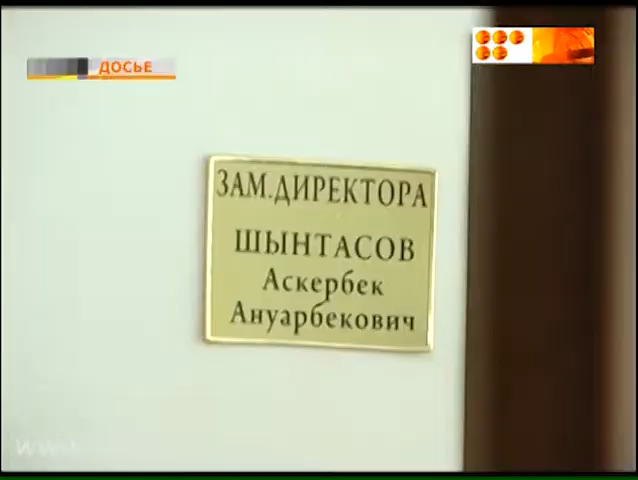 ДОСЬЕ
ЗАМ.ДИРЕКТОРА
ШЫНТАСОВ
Аскербек
Ануарбекович